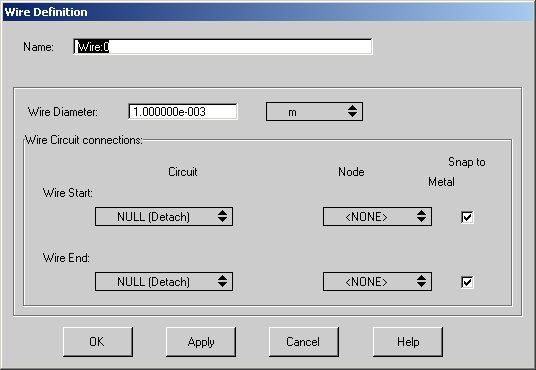 Wire Definition
Name: Wire:0
Wire Diameter: 1.000000e-003 m
Wire Circuit connections:
Circuit Node Snap to
Metal
Wire Start:
NULL (Detach) <NONE>
Wire End:
NULL (Detach) <NONE>
OK Apply Cancel Help